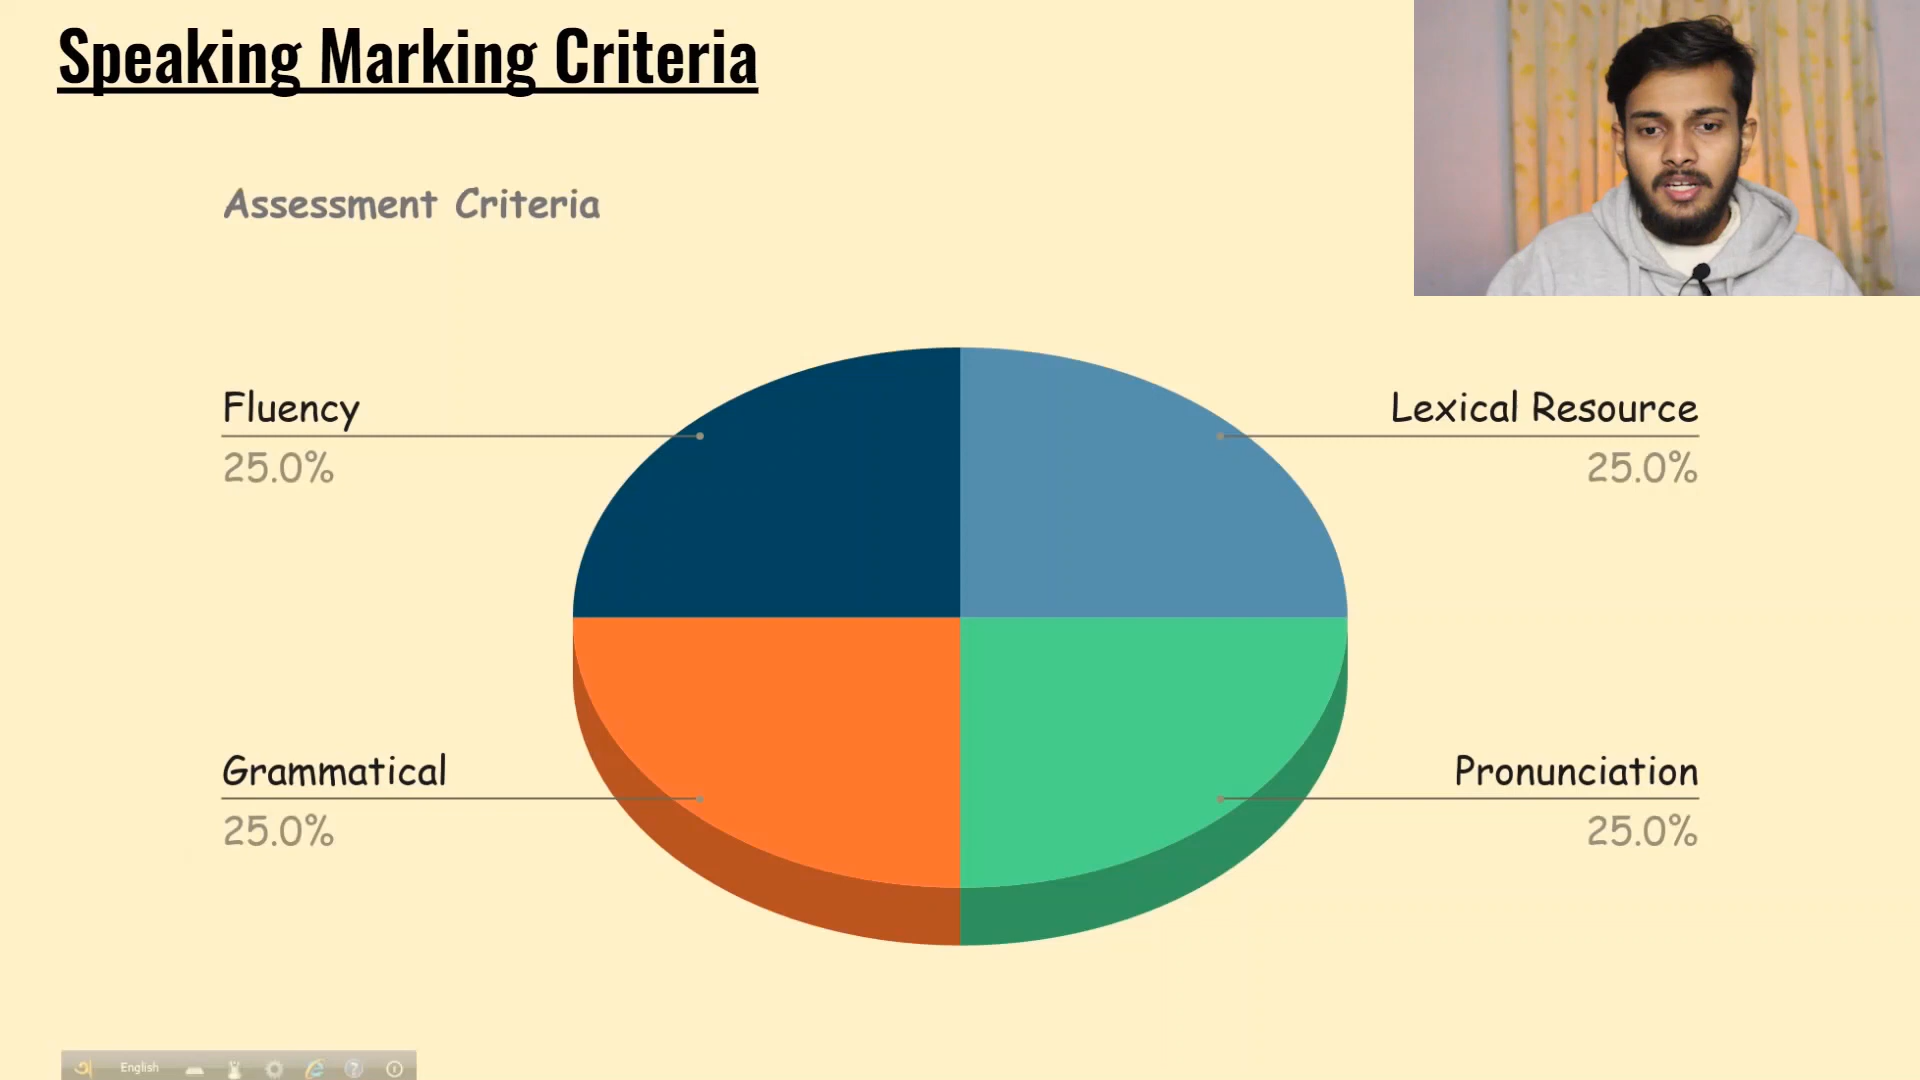 Speaking Marking Criteria
Assessment Criteria
Fluency
25.0%
Lexical Resource
25.0%
Grammatical
25.0%
Pronunciation
25.0%
অ English